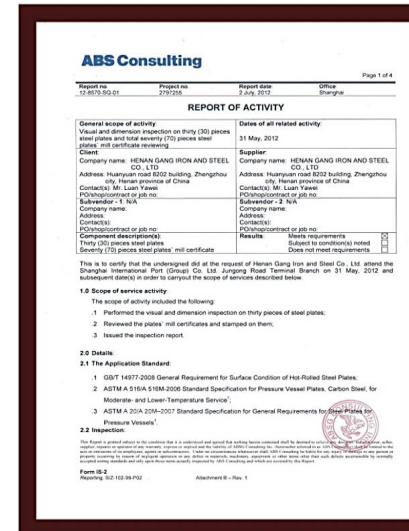 ABS Consulting
Page 1 of 4
Report no Project no Report date Office
12-8570-SQ-01 2797255 2 July, 2012 Shanghai
REPORT OF ACTIVITY
General scope of activity: Dates of all related activity:
Visual and dimension inspection on thirty (30) pieces
steel plates and total seventy (70) pieces steel 31 May, 2012
plates' mill certificate reviewing
Client: Supplier:
Company name: HENAN GANG IRON AND STEEL Company name: HENAN GANG IRON AND STEEL
CO., LTD CO., LTD
Address: Huanyuan road 8202 building, Zhengzhou Address: Huanyuan road 8202 building, Zhengzhou
city, Henan province of China city, Henan province of China
Contact(s): Mr. Luan Yawei Contact(s): Mr. Luan Yawei
PO/shop/contract or job no: PO/shop/contract or job no:
Subvendor - 1: N/A Subvendor - 2: N/A
Company name: Company name:
Address: Address:
Contact(s): Contact(s):
PO/shop/contract or job no: PO/shop/contract or job no:
Component description(s): Results: Meets requirements
Thirty (30) pieces steel plates Subject to condition(s) noted
Seventy (70) pieces steel plates' mill certificate Does not meet requirements
This is to certify that the undersigned did at the request of Henan Gang Iron and Steel Co., Ltd. attend the
Shanghai International Port (Group) Co. Ltd. Jungong Road Terminal Branch on 31 May, 2012 and
subsequent date(s) in order to carryout the scope of services described below.
1.0 Scope of service activity:
The scope of activity included the following:
.1 Performed the visual and dimension inspection on thirty pieces of steel plates;
.2 Reviewed the plates' mill certificates and stamped on them;
.3 Issued the inspection report.
2.0 Details:
2.1 The Application Standard:
.1 GB/T 14977-2008 General Requirement for Surface Condition of Hot-Rolled Steel Plates;
.2 ASTM A 516/A 516M-2006 Standard Specification for Pressure Vessel Plates, Carbon Steel, for
Moderate- and Lower-Temperature Service¹;
.3 ASTM A 20/A 20M-2007 Standard Specification for General Requirements for Steel Plates for
Pressure Vessels¹.
2.2 Inspection:
Form IS-2
Reporting, SIZ-102-99-P02 Attachment B – Rev. 1